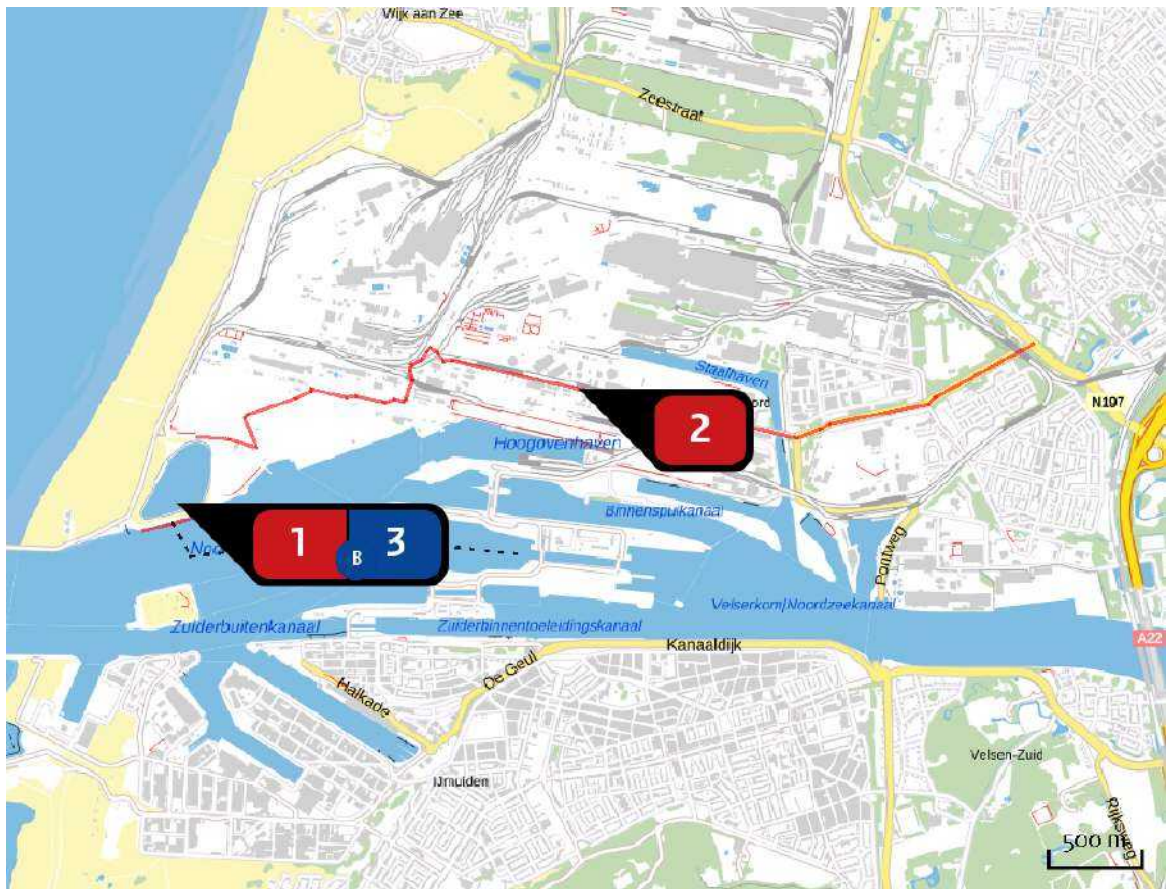 Wijk aan Zee
Zeestraat
Staalhaven
N197
2
Hoogovenhaven
Binnenspuikanaal
1
3
B
Pontweg
Velserkom|Noordzeekanaal
Zuiderbuitenkanaal
Zuiderbinnentoeleidingskanaal
A22
Kanaaldijk
De Geul
Halkade
Velsen-Zuid
IJmuiden
Rijksweg
500 m